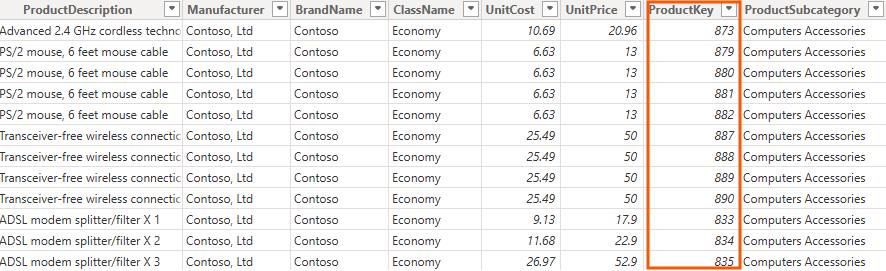 ProductDescription Manufacturer BrandName ClassName UnitCost UnitPrice ProductKey ProductSubcategory
Advanced 2.4 GHz cordless techno Contoso, Ltd Contoso Economy 10.69 20.96 873 Computers Accessories
PS/2 mouse, 6 feet mouse cable Contoso, Ltd Contoso Economy 6.63 13 879 Computers Accessories
PS/2 mouse, 6 feet mouse cable Contoso, Ltd Contoso Economy 6.63 13 880 Computers Accessories
PS/2 mouse, 6 feet mouse cable Contoso, Ltd Contoso Economy 6.63 13 881 Computers Accessories
PS/2 mouse, 6 feet mouse cable Contoso, Ltd Contoso Economy 6.63 13 882 Computers Accessories
Transceiver-free wireless connectic Contoso, Ltd Contoso Economy 25.49 50 887 Computers Accessories
Transceiver-free wireless connectic Contoso, Ltd Contoso Economy 25.49 50 888 Computers Accessories
Transceiver-free wireless connectic Contoso, Ltd Contoso Economy 25.49 50 889 Computers Accessories
Transceiver-free wireless connectic Contoso, Ltd Contoso Economy 25.49 50 890 Computers Accessories
ADSL modem splitter/filter X 1 Contoso, Ltd Contoso Economy 9.13 17.9 833 Computers Accessories
ADSL modem splitter/filter X 2 Contoso, Ltd Contoso Economy 11.68 22.9 834 Computers Accessories
ADSL modem splitter/filter X 3 Contoso, Ltd Contoso Economy 26.97 52.9 835 Computers Accessories